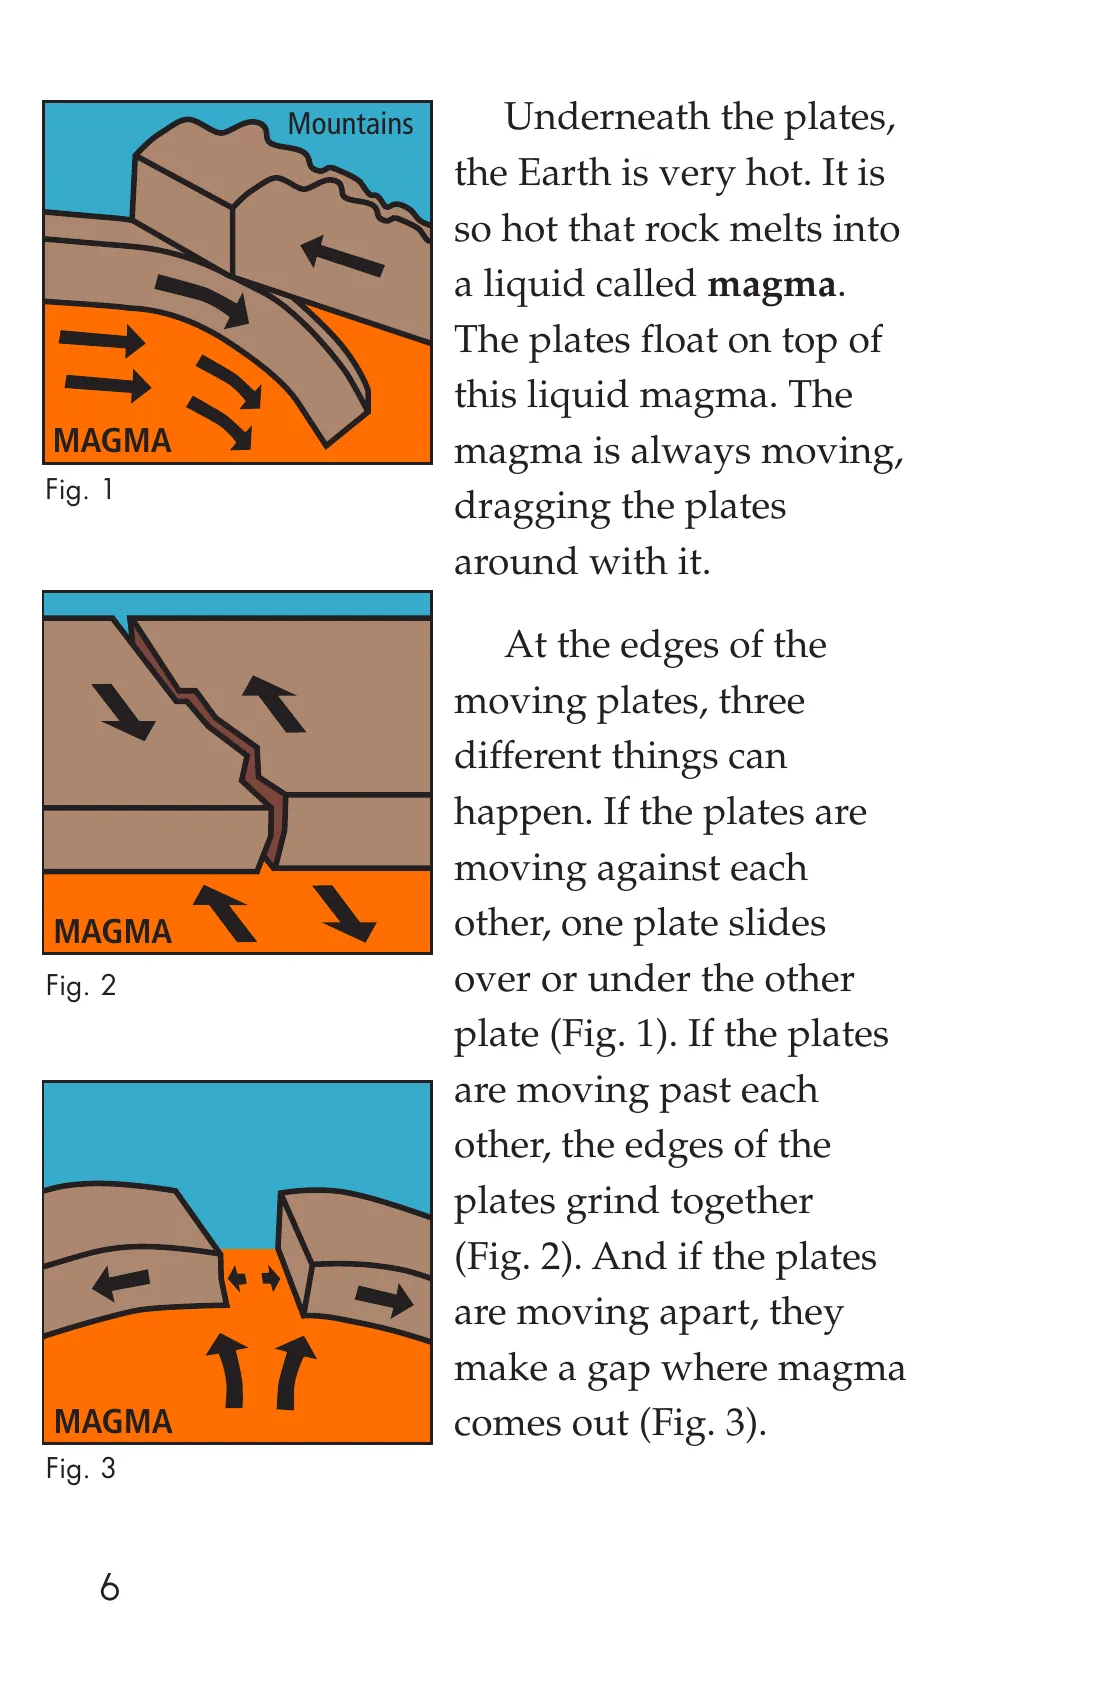 Mountains
MAGMA
Fig. 1
MAGMA
Fig. 2
MAGMA
Fig. 3
Underneath the plates,
the Earth is very hot. It is
so hot that rock melts into
a liquid called magma.
The plates float on top of
this liquid magma. The
magma is always moving,
dragging the plates
around with it.
At the edges of the
moving plates, three
different things can
happen. If the plates are
moving against each
other, one plate slides
over or under the other
plate (Fig. 1). If the plates
are moving past each
other, the edges of the
plates grind together
(Fig. 2). And if the plates
are moving apart, they
make a gap where magma
comes out (Fig. 3).
6